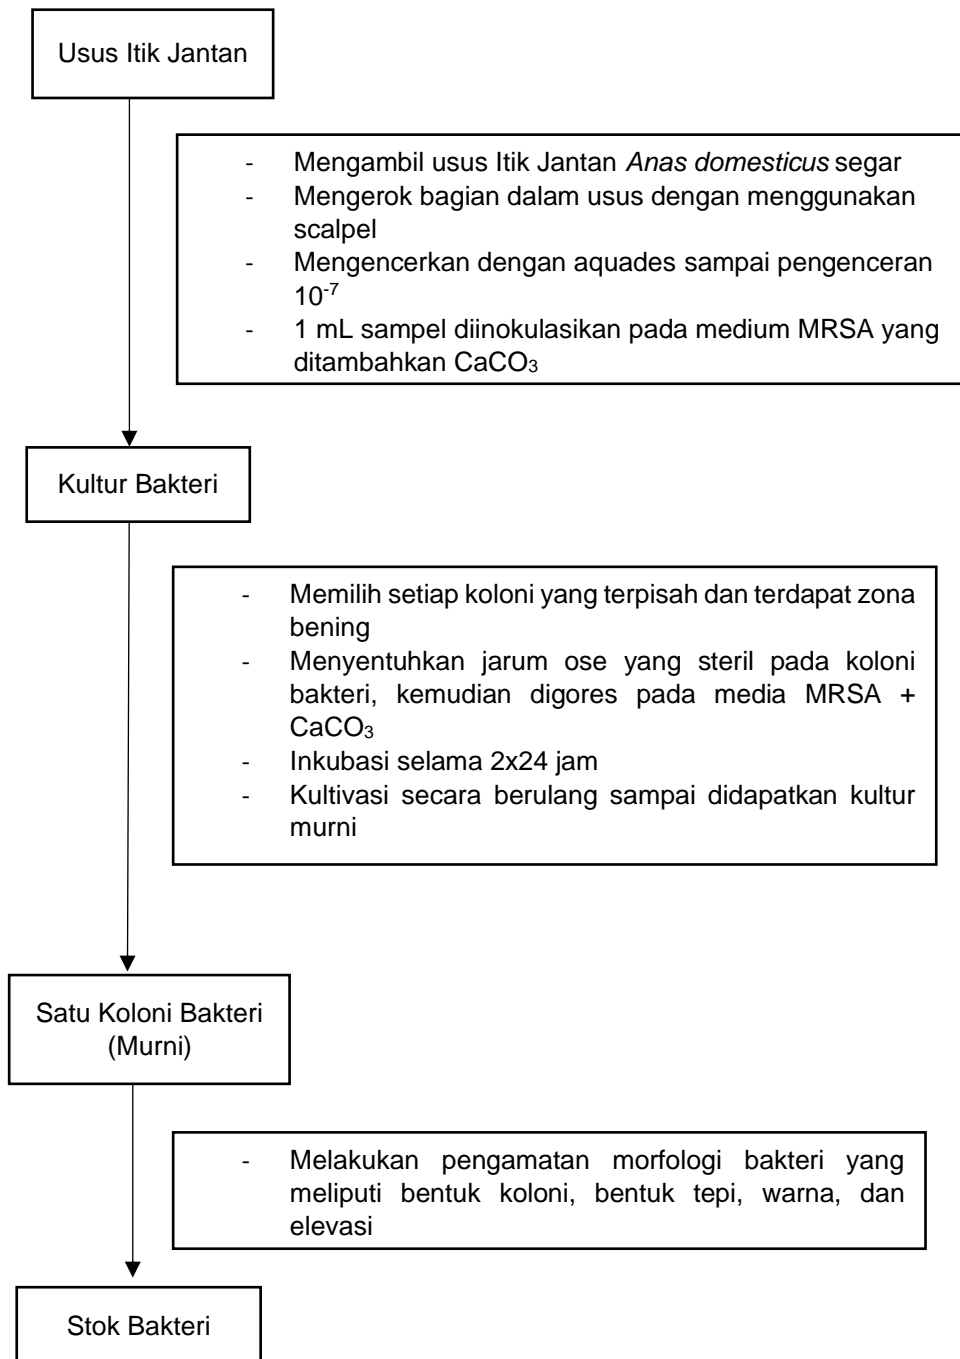 Usus Itik Jantan
- Mengambil usus Itik Jantan Anas domesticus segar
- Mengerok bagian dalam usus dengan menggunakan
scalpel
- Mengencerkan dengan aquades sampai pengenceran
10⁻⁷
- 1 mL sampel diinokulasikan pada medium MRSA yang
ditambahkan CaCO₃
Kultur Bakteri
- Memilih setiap koloni yang terpisah dan terdapat zona
bening
- Menyentuhkan jarum ose yang steril pada koloni
bakteri, kemudian digores pada media MRSA +
CaCO₃
- Inkubasi selama 2x24 jam
- Kultivasi secara berulang sampai didapatkan kultur
murni
Satu Koloni Bakteri
(Murni)
- Melakukan pengamatan morfologi bakteri yang
meliputi bentuk koloni, bentuk tepi, warna, dan
elevasi
Stok Bakteri